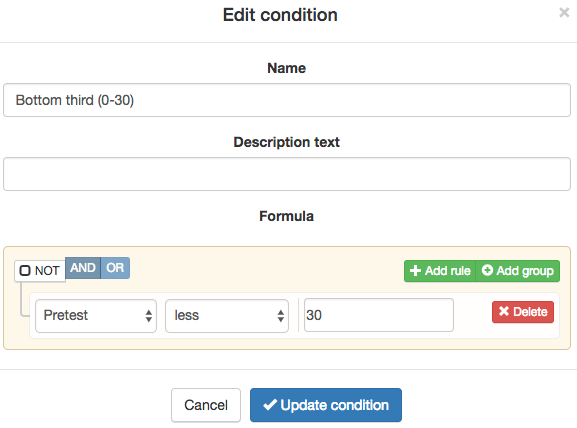 Edit condition ×
Name
Bottom third (0-30)
Description text
Formula
NOT AND OR Add rule Add group
Pretest less 30 Delete
Cancel Update condition